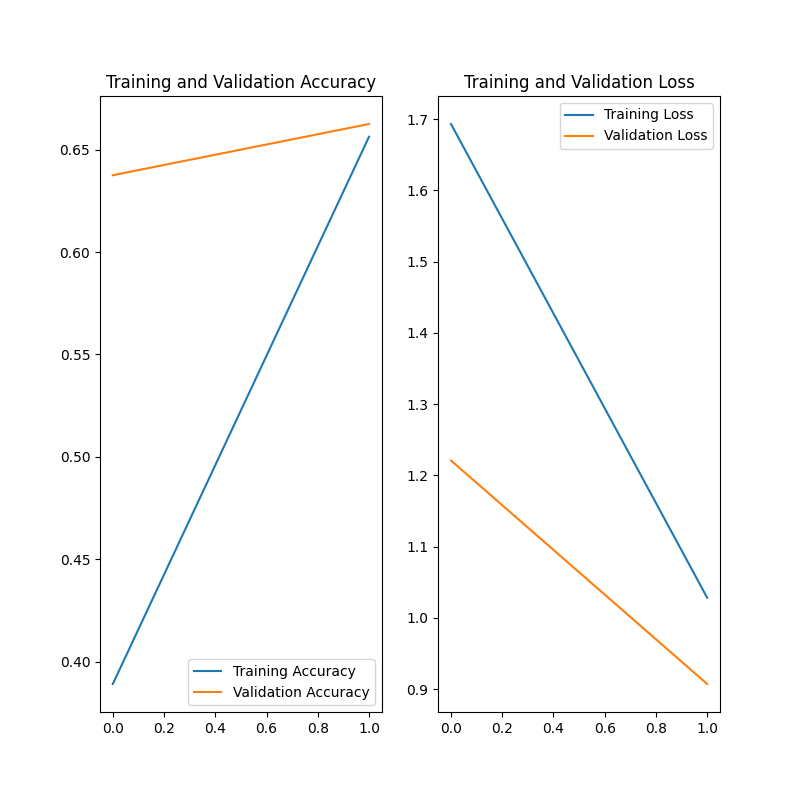 Training and Validation Accuracy
0.65
0.60
0.55
0.50
0.45
0.40
Training Accuracy
Validation Accuracy
0.0 0.2 0.4 0.6 0.8 1.0
Training and Validation Loss
Training Loss
Validation Loss
1.7
1.6
1.5
1.4
1.3
1.2
1.1
1.0
0.9
0.0 0.2 0.4 0.6 0.8 1.0